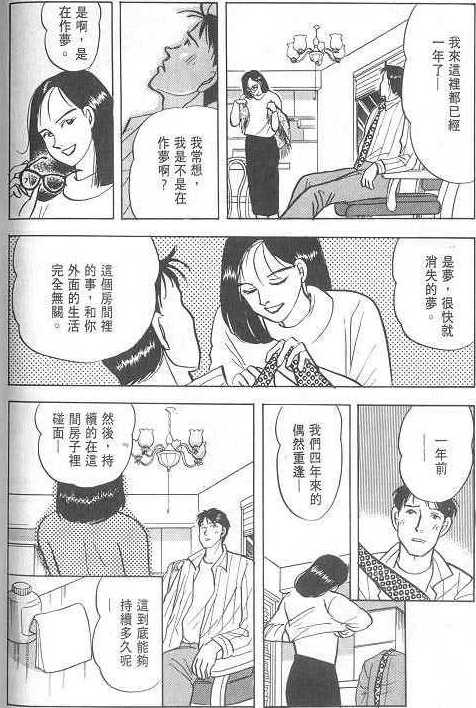 我來這裡都已經
一年了──
我常想，
我是不是在
作夢啊？
是啊，是
在作夢。
是夢，很快就
消失的夢。
這個房間裡
的事，和你
外面的生活
完全無關。
一年前
──
我們四年來的
偶然重逢──
然後，持
續的在這
間房子裡
碰面──
這到底能夠
持續多久呢
──